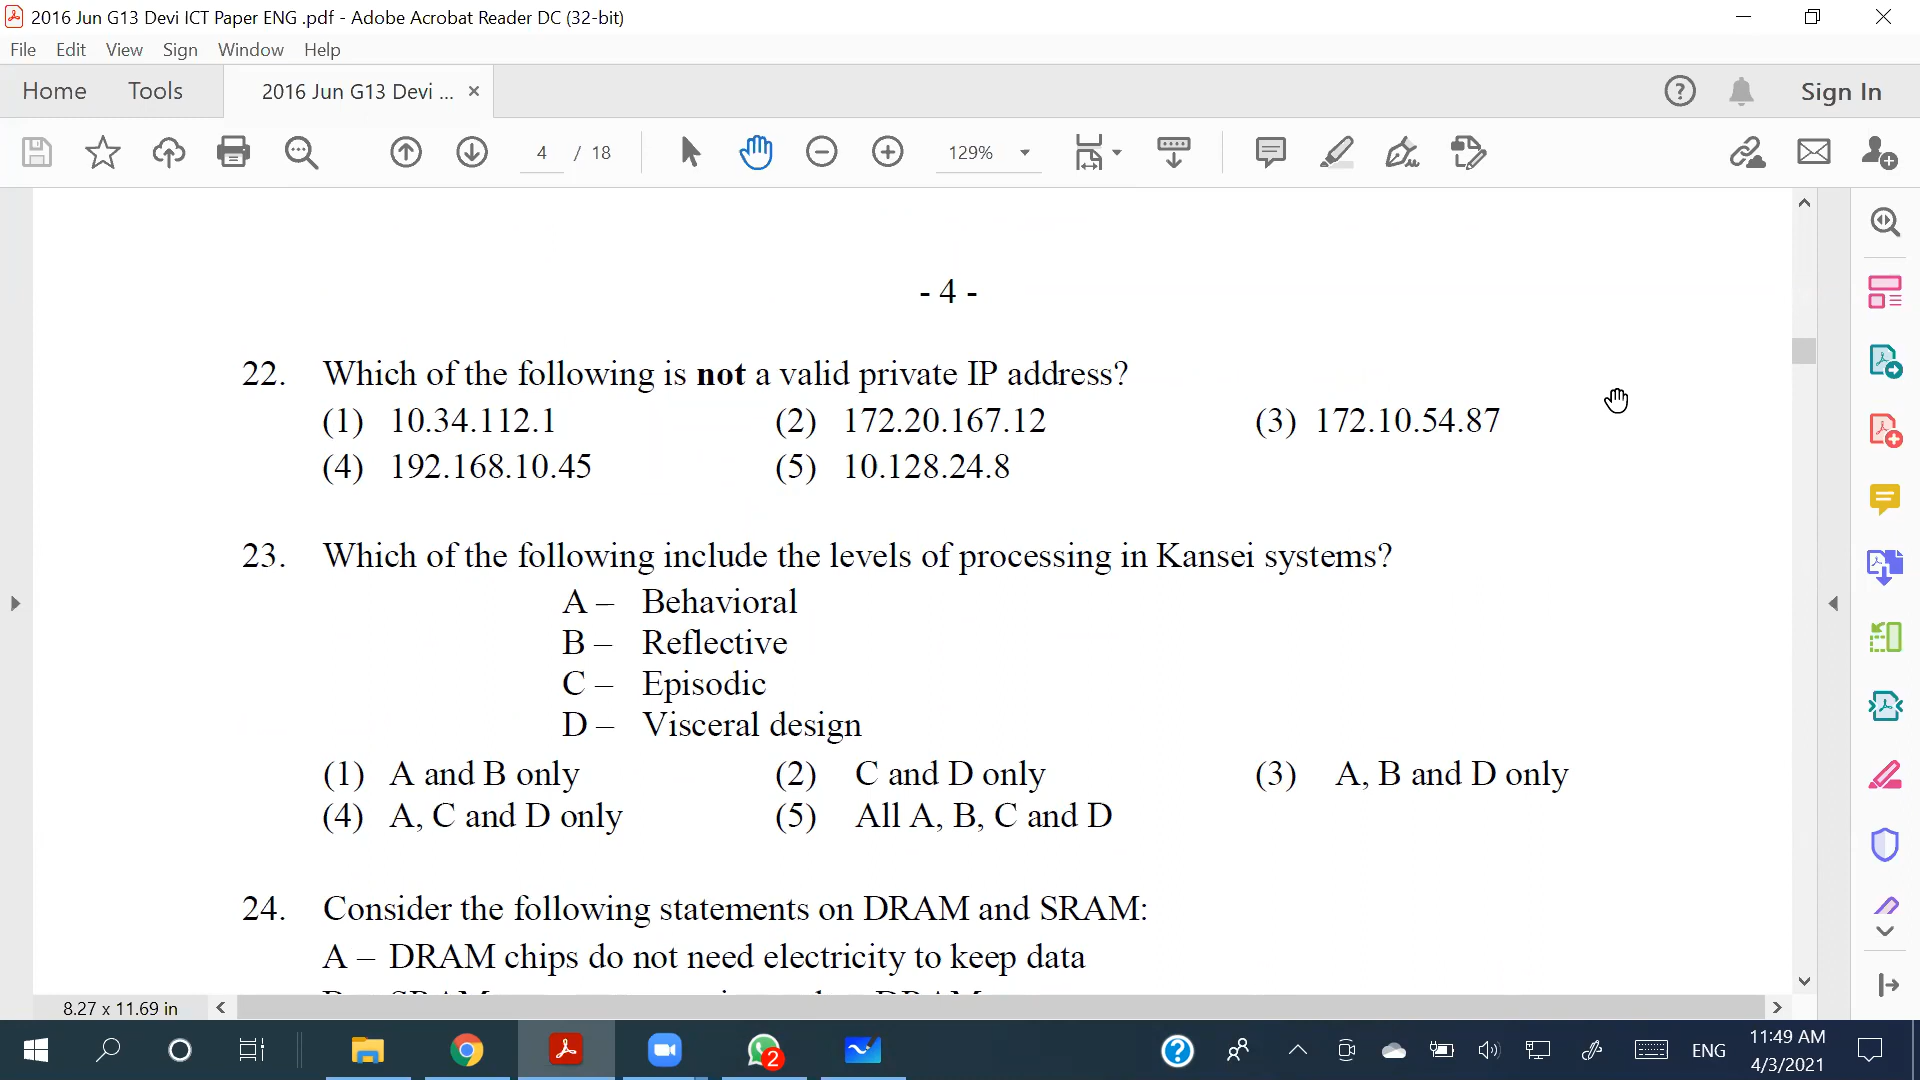 2016 Jun G13 Devi ICT Paper ENG .pdf - Adobe Acrobat Reader DC (32-bit)
File Edit View Sign Window Help
Home Tools 2016 Jun G13 Devi ... × Sign In
4 / 18 129%
- 4 -
22. Which of the following is not a valid private IP address?
(1) 10.34.112.1 (2) 172.20.167.12 (3) 172.10.54.87
(4) 192.168.10.45 (5) 10.128.24.8
23. Which of the following include the levels of processing in Kansei systems?
A – Behavioral
B – Reflective
C – Episodic
D – Visceral design
(1) A and B only (2) C and D only (3) A, B and D only
(4) A, C and D only (5) All A, B, C and D
24. Consider the following statements on DRAM and SRAM:
A – DRAM chips do not need electricity to keep data
8.27 x 11.69 in
2
ENG
11:49 AM
4/3/2021